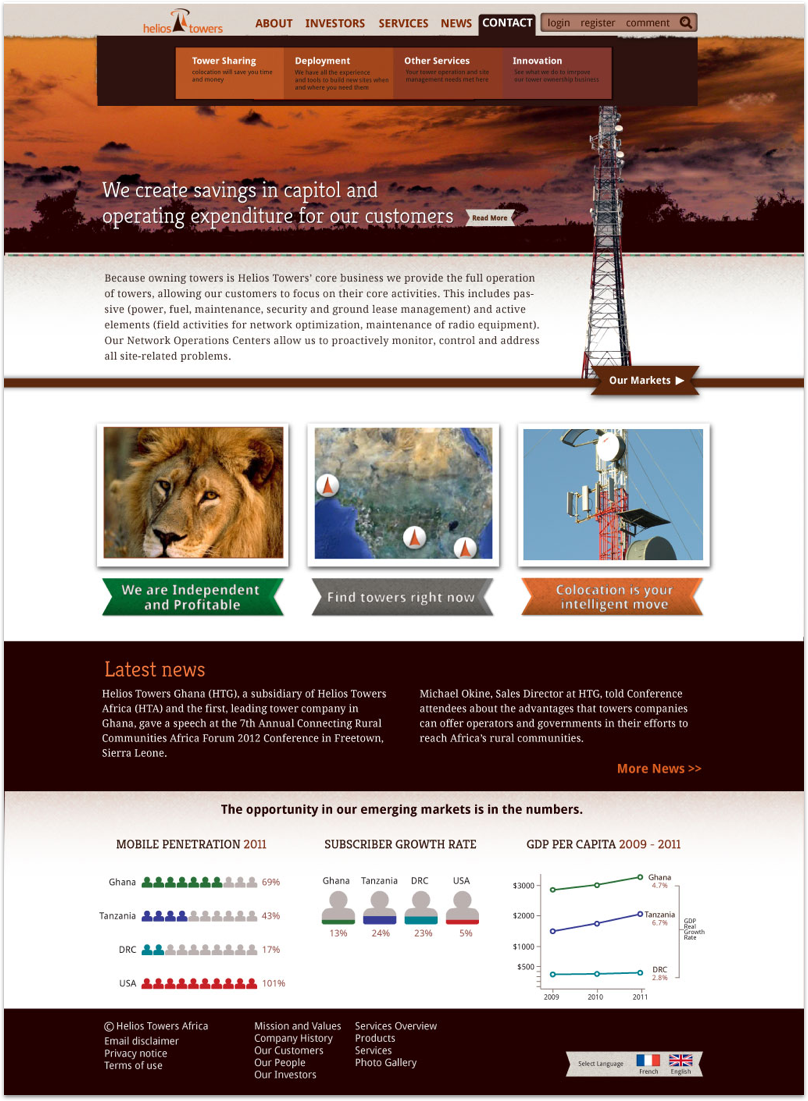 helios towers
ABOUT INVESTORS SERVICES NEWS CONTACT
login register comment
Tower Sharing
colocation will save you time
and money
Deployment
We have all the experience
and tools to build new sites when
and where you need them
Other Services
Your tower operation and site
management needs met here
Innovation
See what we do to improve
our tower ownership business
We create savings in capitol and
operating expenditure for our customers
Read More
Because owning towers is Helios Towers’ core business we provide the full operation
of towers, allowing our customers to focus on their core activities. This includes pas-
sive (power, fuel, maintenance, security and ground lease management) and active
elements (field activities for network optimization, maintenance of radio equipment).
Our Network Operations Centers allow us to proactively monitor, control and address
all site-related problems.
Our Markets ▶
We are Independent
and Profitable
Find towers right now
Colocation is your
intelligent move
Latest news
Helios Towers Ghana (HTG), a subsidiary of Helios Towers
Africa (HTA) and the first, leading tower company in
Ghana, gave a speech at the 7th Annual Connecting Rural
Communities Africa Forum 2012 Conference in Freetown,
Sierra Leone.
Michael Okine, Sales Director at HTG, told Conference
attendees about the advantages that towers companies
can offer operators and governments in their efforts to
reach Africa’s rural communities.
More News >>
The opportunity in our emerging markets is in the numbers.
MOBILE PENETRATION 2011
Ghana 69%
Tanzania 43%
DRC 17%
USA 101%
SUBSCRIBER GROWTH RATE
Ghana Tanzania DRC USA
13% 24% 23% 5%
GDP PER CAPITA 2009 - 2011
$3000
$2000
$1000
$500
2009 2010 2011
Ghana
4.7%
Tanzania
6.7%
DRC
2.8%
GDP
Real
Growth
Rate
© Helios Towers Africa
Email disclaimer
Privacy notice
Terms of use
Mission and Values
Company History
Our Customers
Our People
Our Investors
Services Overview
Products
Services
Photo Gallery
Select Language
French
English